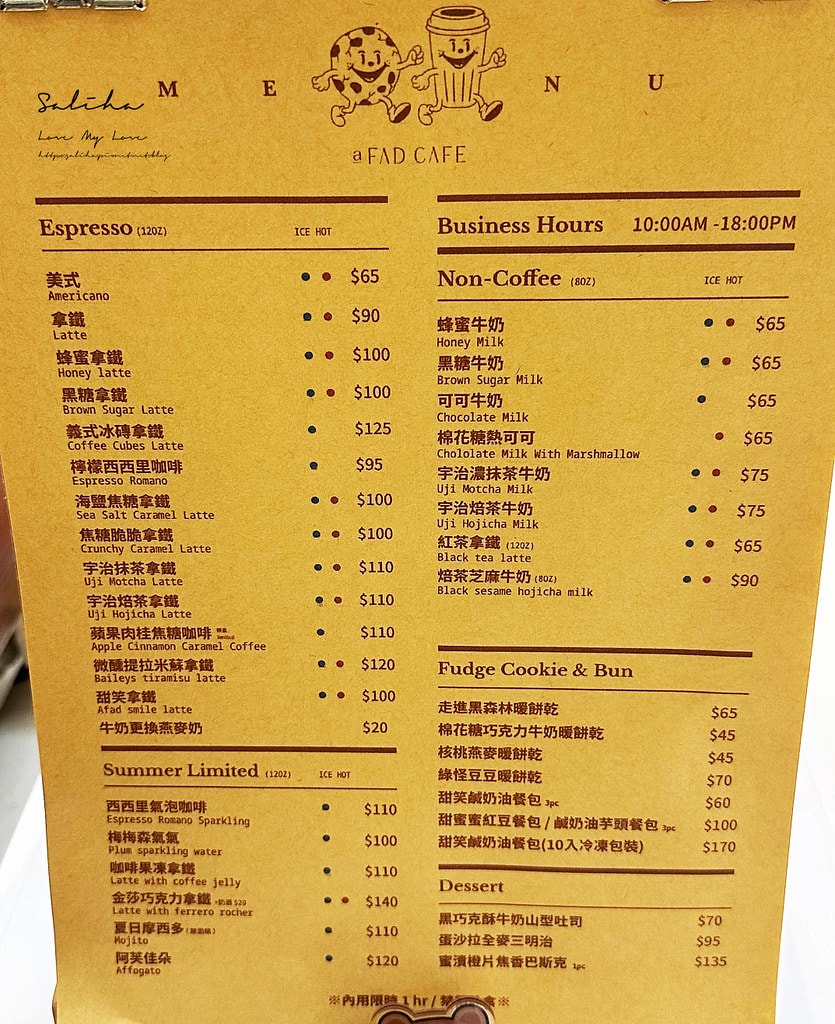 M E N U
Saliha
Love My Love
a FAD CAFE
Espresso (12OZ) ICE HOT
美式 $65
Americano
拿鐵 $90
Latte
蜂蜜拿鐵 $100
Honey latte
黑糖拿鐵 $100
Brown Sugar Latte
義式冰磚拿鐵 $125
Coffee Cubes Latte
檸檬西西里咖啡 $95
Espresso Romano
海鹽焦糖拿鐵 $100
Sea Salt Caramel Latte
焦糖脆脆拿鐵 $100
Crunchy Caramel Latte
宇治抹茶拿鐵 $110
Uji Motcha Latte
宇治焙茶拿鐵 $110
Uji Hojicha Latte
蘋果肉桂焦糖咖啡 $110
Apple Cinnamon Caramel Coffee
微醺提拉米蘇拿鐵 $120
Baileys tiramisu latte
甜笑拿鐵 $100
Afad smile latte
牛奶更換燕麥奶 $20
Summer Limited (12OZ) ICE HOT
西西里氣泡咖啡 $110
Espresso Romano Sparkling
梅梅森氣氣 $100
Plum sparkling water
咖啡果凍拿鐵 $110
Latte with coffee jelly
金莎巧克力拿鐵 $140
Latte with ferrero rocher
夏日摩西多 $110
Mojito
阿芙佳朵 $120
Affogato
Business Hours 10:00AM -18:00PM
Non-Coffee (8OZ) ICE HOT
蜂蜜牛奶 $65
Honey Milk
黑糖牛奶 $65
Brown Sugar Milk
可可牛奶 $65
Chocolate Milk
棉花糖熱可可 $65
Chololate Milk With Marshmallow
宇治濃抹茶牛奶 $75
Uji Motcha Milk
宇治焙茶牛奶 $75
Uji Hojicha Milk
紅茶拿鐵 (12OZ) $65
Black tea latte
焙茶芝麻牛奶 (8OZ) $90
Black sesame hojicha milk
Fudge Cookie & Bun
走進黑森林暖餅乾 $65
棉花糖巧克力牛奶暖餅乾 $45
核桃燕麥暖餅乾 $45
綠怪豆豆暖餅乾 $70
甜笑鹹奶油餐包 3pc $60
甜蜜蜜紅豆餐包 / 鹹奶油芋頭餐包 3pc $100
甜笑鹹奶油餐包(10入冷凍包裝) $170
Dessert
黑巧克酥牛奶山型吐司 $70
蛋沙拉全麥三明治 $95
蜜漬橙片焦香巴斯克 1pc $135
※內用限時 1 hr / 禁 食※